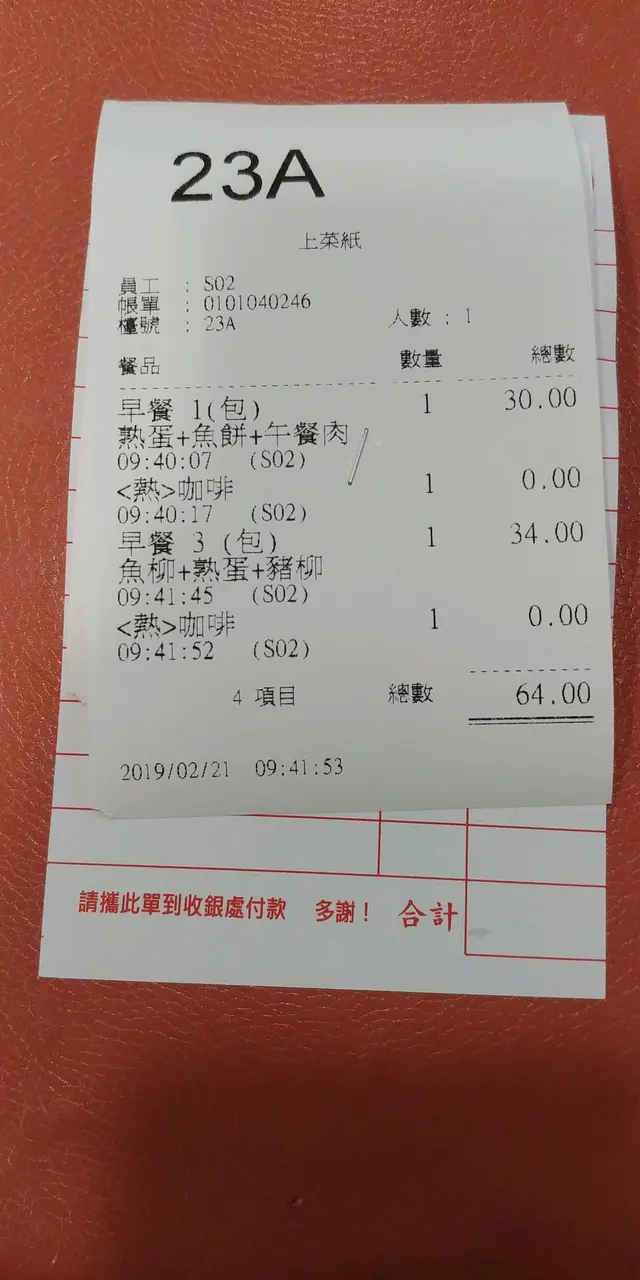 23A
上菜紙
員工 : S02
帳單 : 0101040246
檯號 : 23A 人數 : 1
餐品 數量 總數
早餐 1(包) 1 30.00
熟蛋+魚餅+午餐肉
09:40:07 (S02)
<熱>咖啡 1 0.00
09:40:17 (S02)
早餐 3 (包) 1 34.00
魚柳+熟蛋+豬柳
09:41:45 (S02)
<熱>咖啡 1 0.00
09:41:52 (S02)
4 項目 總數 64.00
2019/02/21 09:41:53
請攜此單到收銀處付款 多謝! 合計